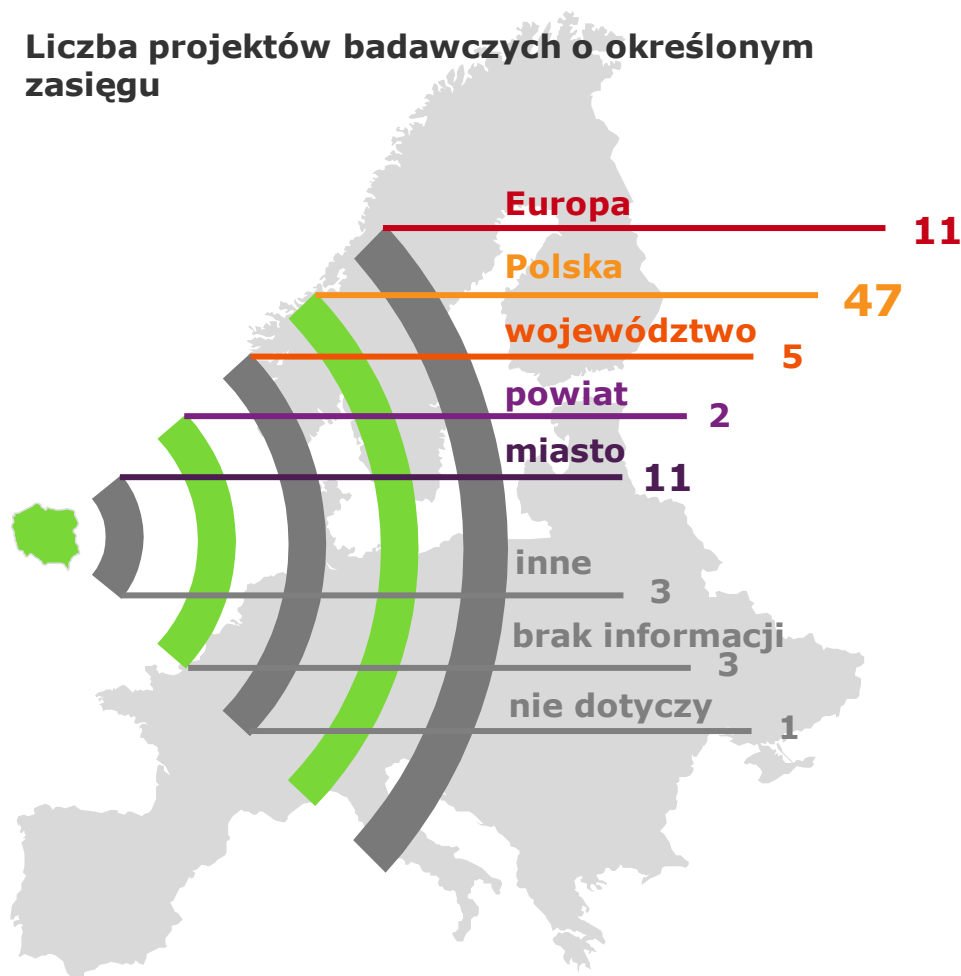 Liczba projektów badawczych o określonym
zasięgu
Europa
11
Polska
47
województwo
5
powiat
2
miasto
11
inne
3
brak informacji
3
nie dotyczy
1